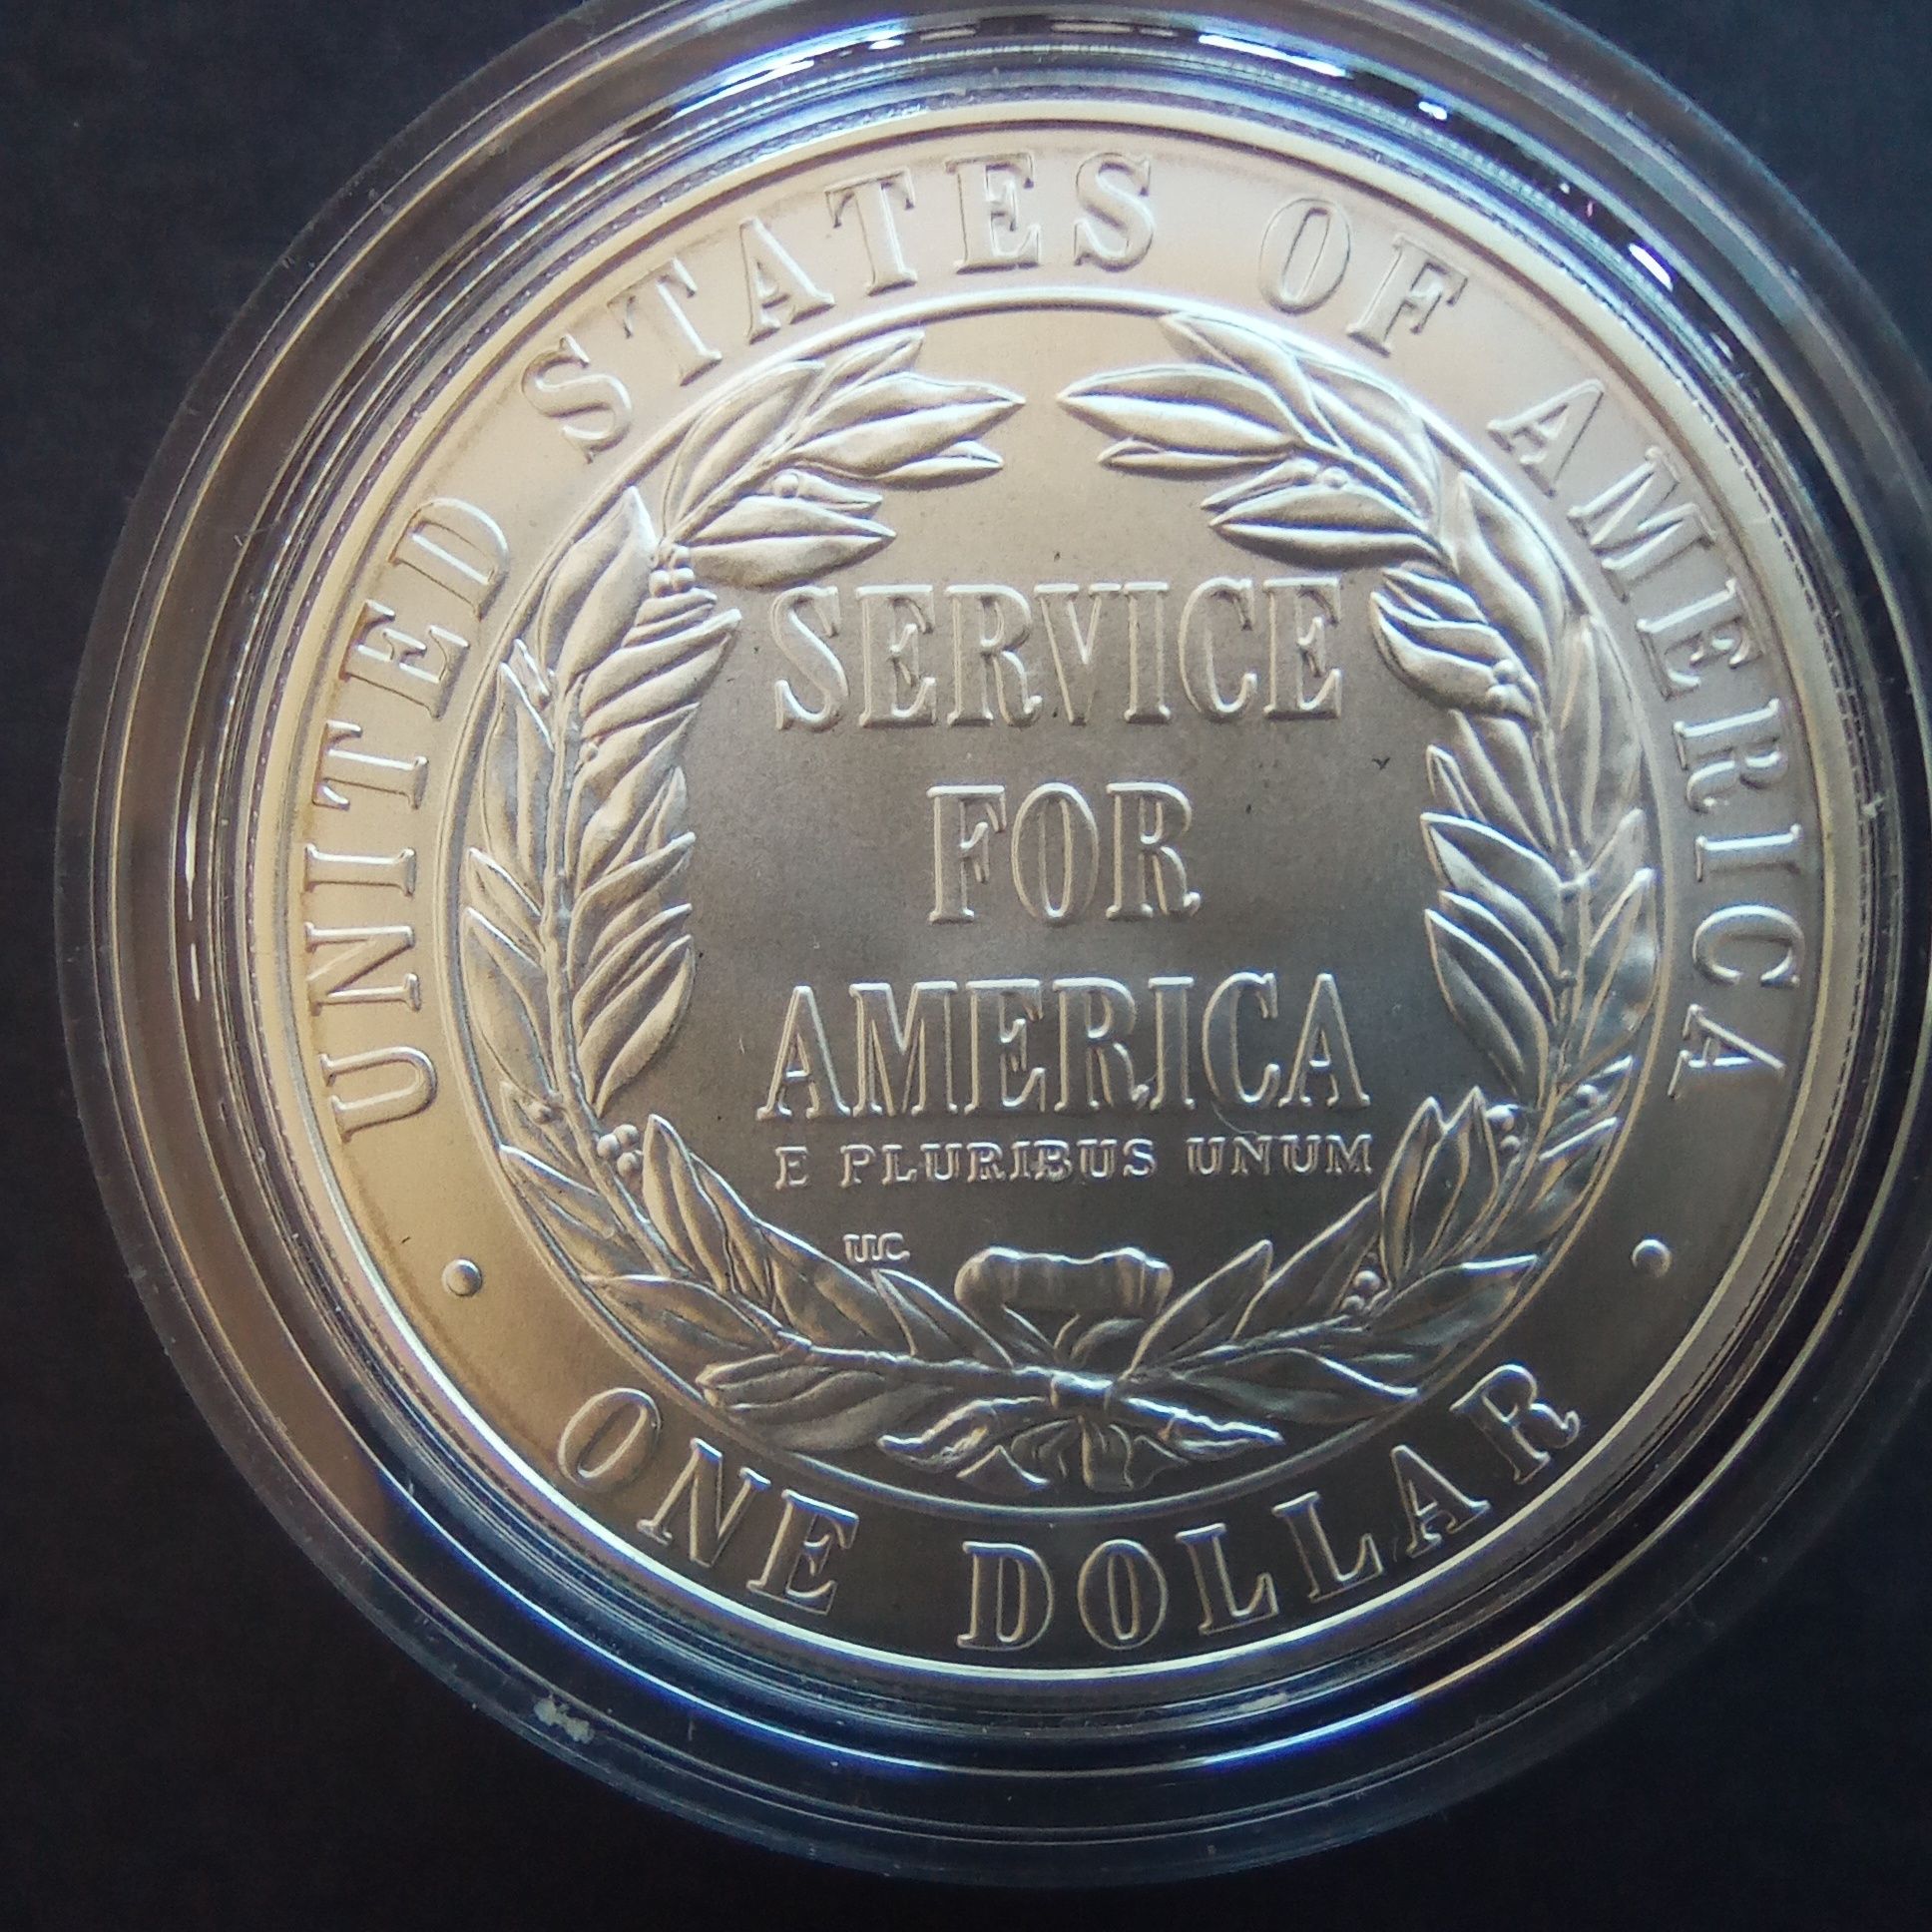 UNITED STATES OF AMERICA
SERVICE
FOR
AMERICA
E PLURIBUS UNUM
ONE DOLLAR